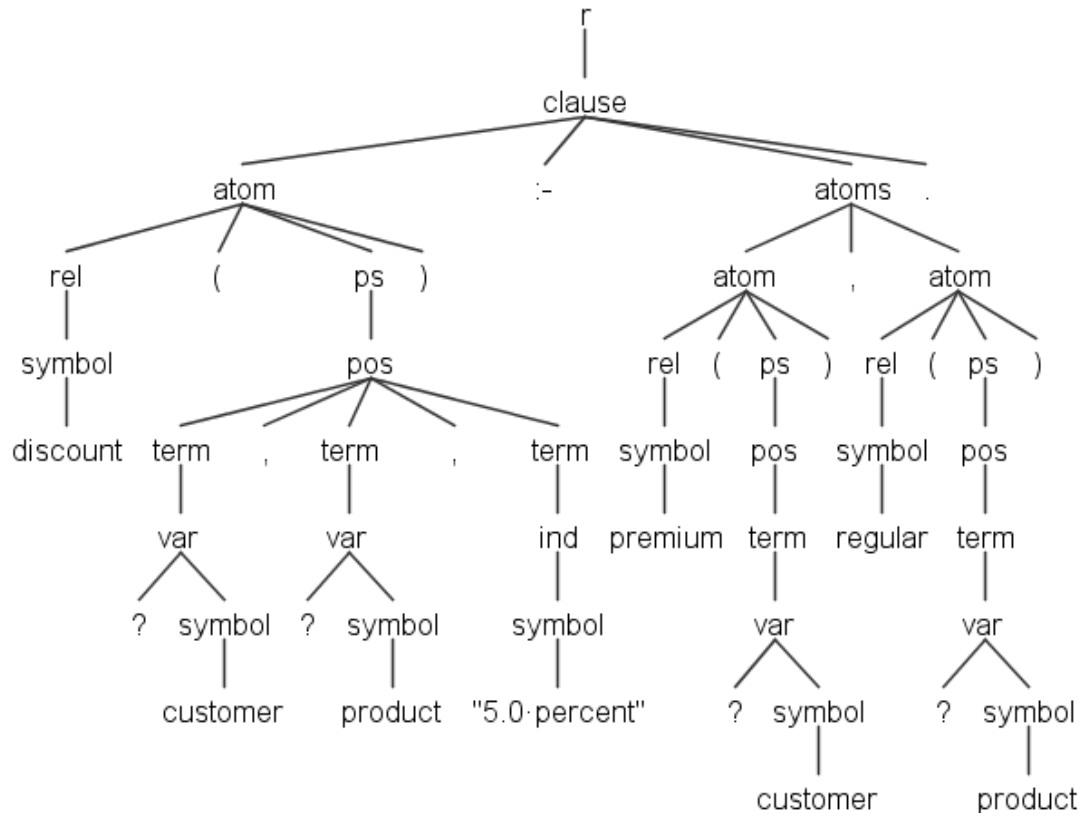 r
clause
atom :- atoms .
rel ( ps ) atom , atom
symbol pos rel ( ps ) rel ( ps )
discount term , term , term symbol pos symbol pos
var var ind premium term regular term
? symbol ? symbol symbol var var
customer product "5.0·percent" ? symbol ? symbol
customer product